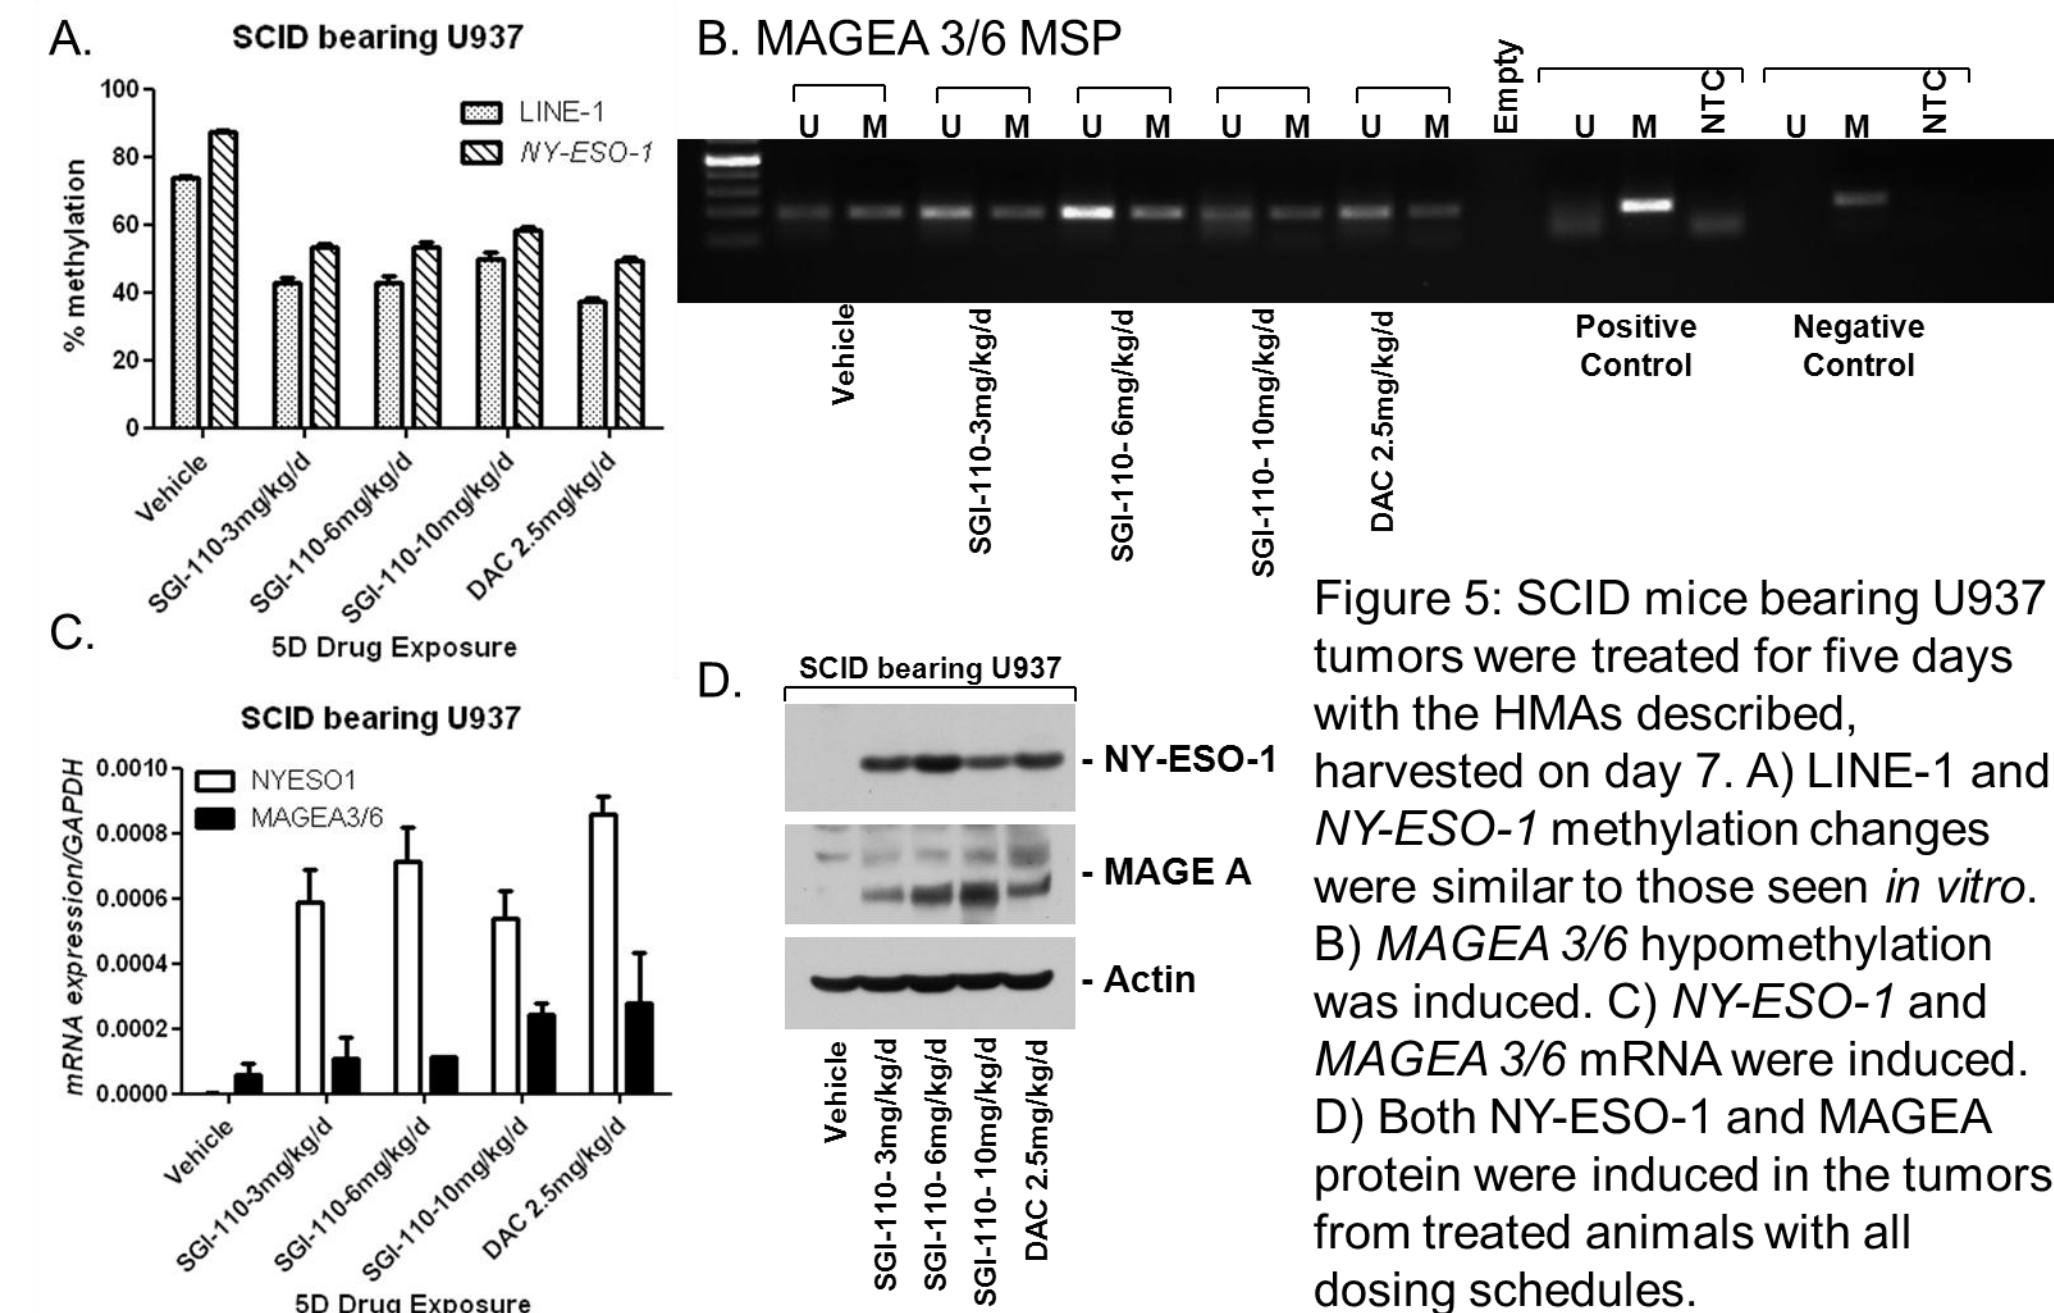 A.
SCID bearing U937
100
80
60
40
20
0
% methylation
LINE-1
NY-ESO-1
Vehicle
SGI-110-3mg/kg/d
SGI-110-6mg/kg/d
SGI-110-10mg/kg/d
DAC 2.5mg/kg/d
5D Drug Exposure
B. MAGEA 3/6 MSP
U M U M U M U M U M Empty U M NTC U M NTC
Vehicle
SGI-110-3mg/kg/d
SGI-110- 6mg/kg/d
SGI-110- 10mg/kg/d
DAC 2.5mg/kg/d
Positive
Control
Negative
Control
C.
SCID bearing U937
0.0010
0.0008
0.0006
0.0004
0.0002
0.0000
mRNA expression/GAPDH
NYESO1
MAGEA3/6
Vehicle
SGI-110-3mg/kg/d
SGI-110-6mg/kg/d
SGI-110-10mg/kg/d
DAC 2.5mg/kg/d
5D Drug Exposure
D.
SCID bearing U937
- NY-ESO-1
- MAGE A
- Actin
Vehicle
SGI-110- 3mg/kg/d
SGI-110- 6mg/kg/d
SGI-110- 10mg/kg/d
DAC 2.5mg/kg/d
Figure 5: SCID mice bearing U937
tumors were treated for five days
with the HMAs described,
harvested on day 7. A) LINE-1 and
NY-ESO-1 methylation changes
were similar to those seen in vitro.
B) MAGEA 3/6 hypomethylation
was induced. C) NY-ESO-1 and
MAGEA 3/6 mRNA were induced.
D) Both NY-ESO-1 and MAGEA
protein were induced in the tumors
from treated animals with all
dosing schedules.